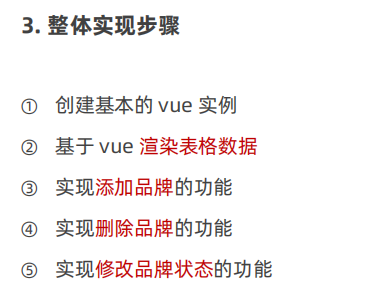 3. 整体实现步骤
① 创建基本的 vue 实例
② 基于 vue 渲染表格数据
③ 实现添加品牌的功能
④ 实现删除品牌的功能
⑤ 实现修改品牌状态的功能